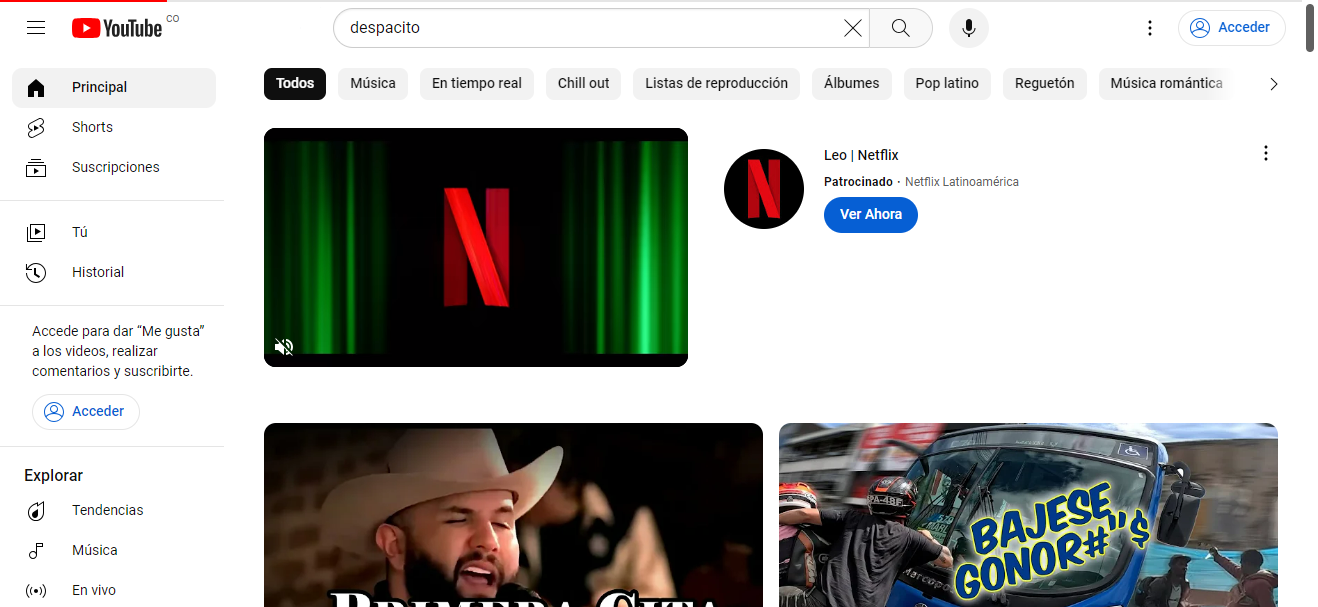 YouTube CO
despacito
Acceder
Principal
Shorts
Suscripciones
Tú
Historial
Accede para dar “Me gusta”
a los videos, realizar
comentarios y suscribirte.
Acceder
Explorar
Tendencias
Música
En vivo
Todos
Música
En tiempo real
Chill out
Listas de reproducción
Álbumes
Pop latino
Reguetón
Música romántica
N
N
Leo | Netflix
Patrocinado · Netflix Latinoamérica
Ver Ahora
PRIMERA CITA
BAJESE
GONOR#"$